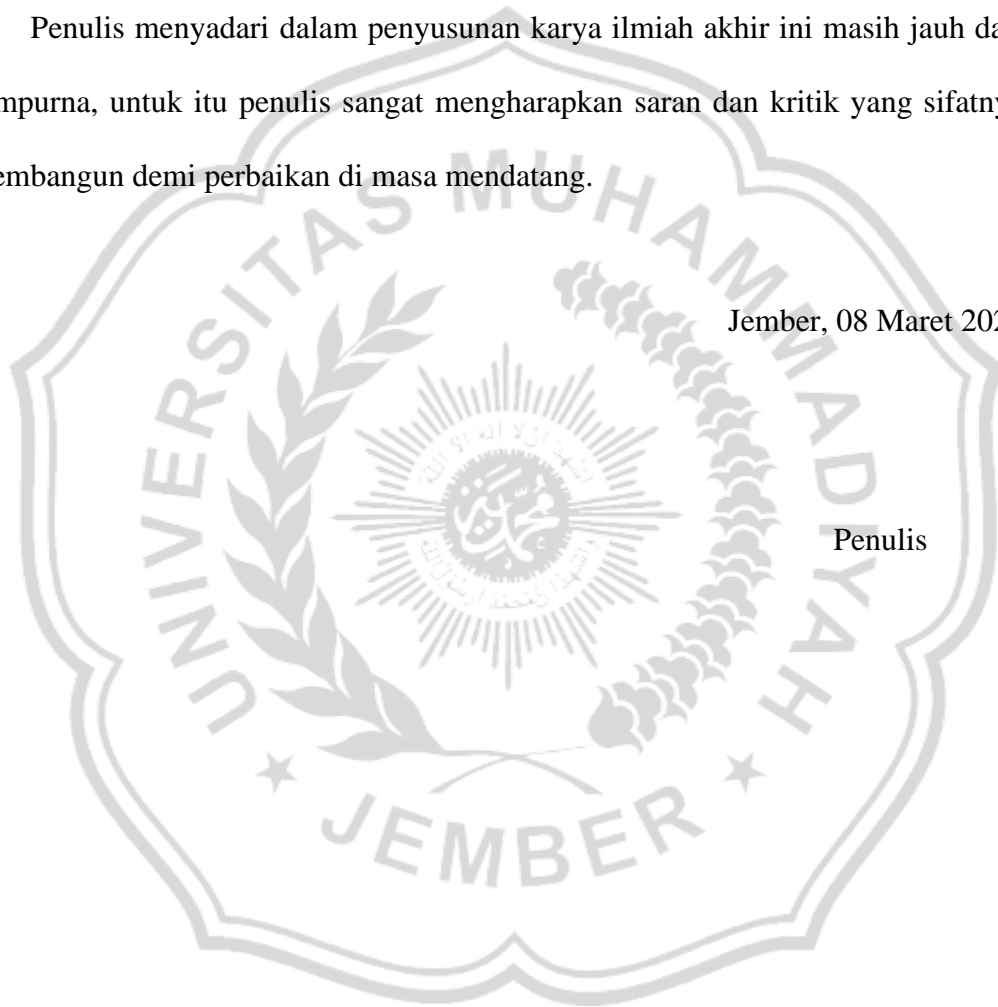 Penulis menyadari dalam penyusunan karya ilmiah akhir ini masih jauh da
mpurna, untuk itu penulis sangat mengharapkan saran dan kritik yang sifatny
embangun demi perbaikan di masa mendatang.
UNIVERSITAS MUHAMMADIYAH
Jember, 08 Maret 202
Penulis
JEMBER